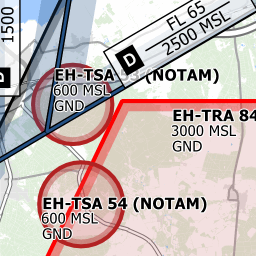 1500
D
FL 65
2500 MSL
D
EH-TSA 53 (NOTAM)
600 MSL
GND
EH-TRA 84
3000 MSL
GND
EH-TSA 54 (NOTAM)
600 MSL
GND